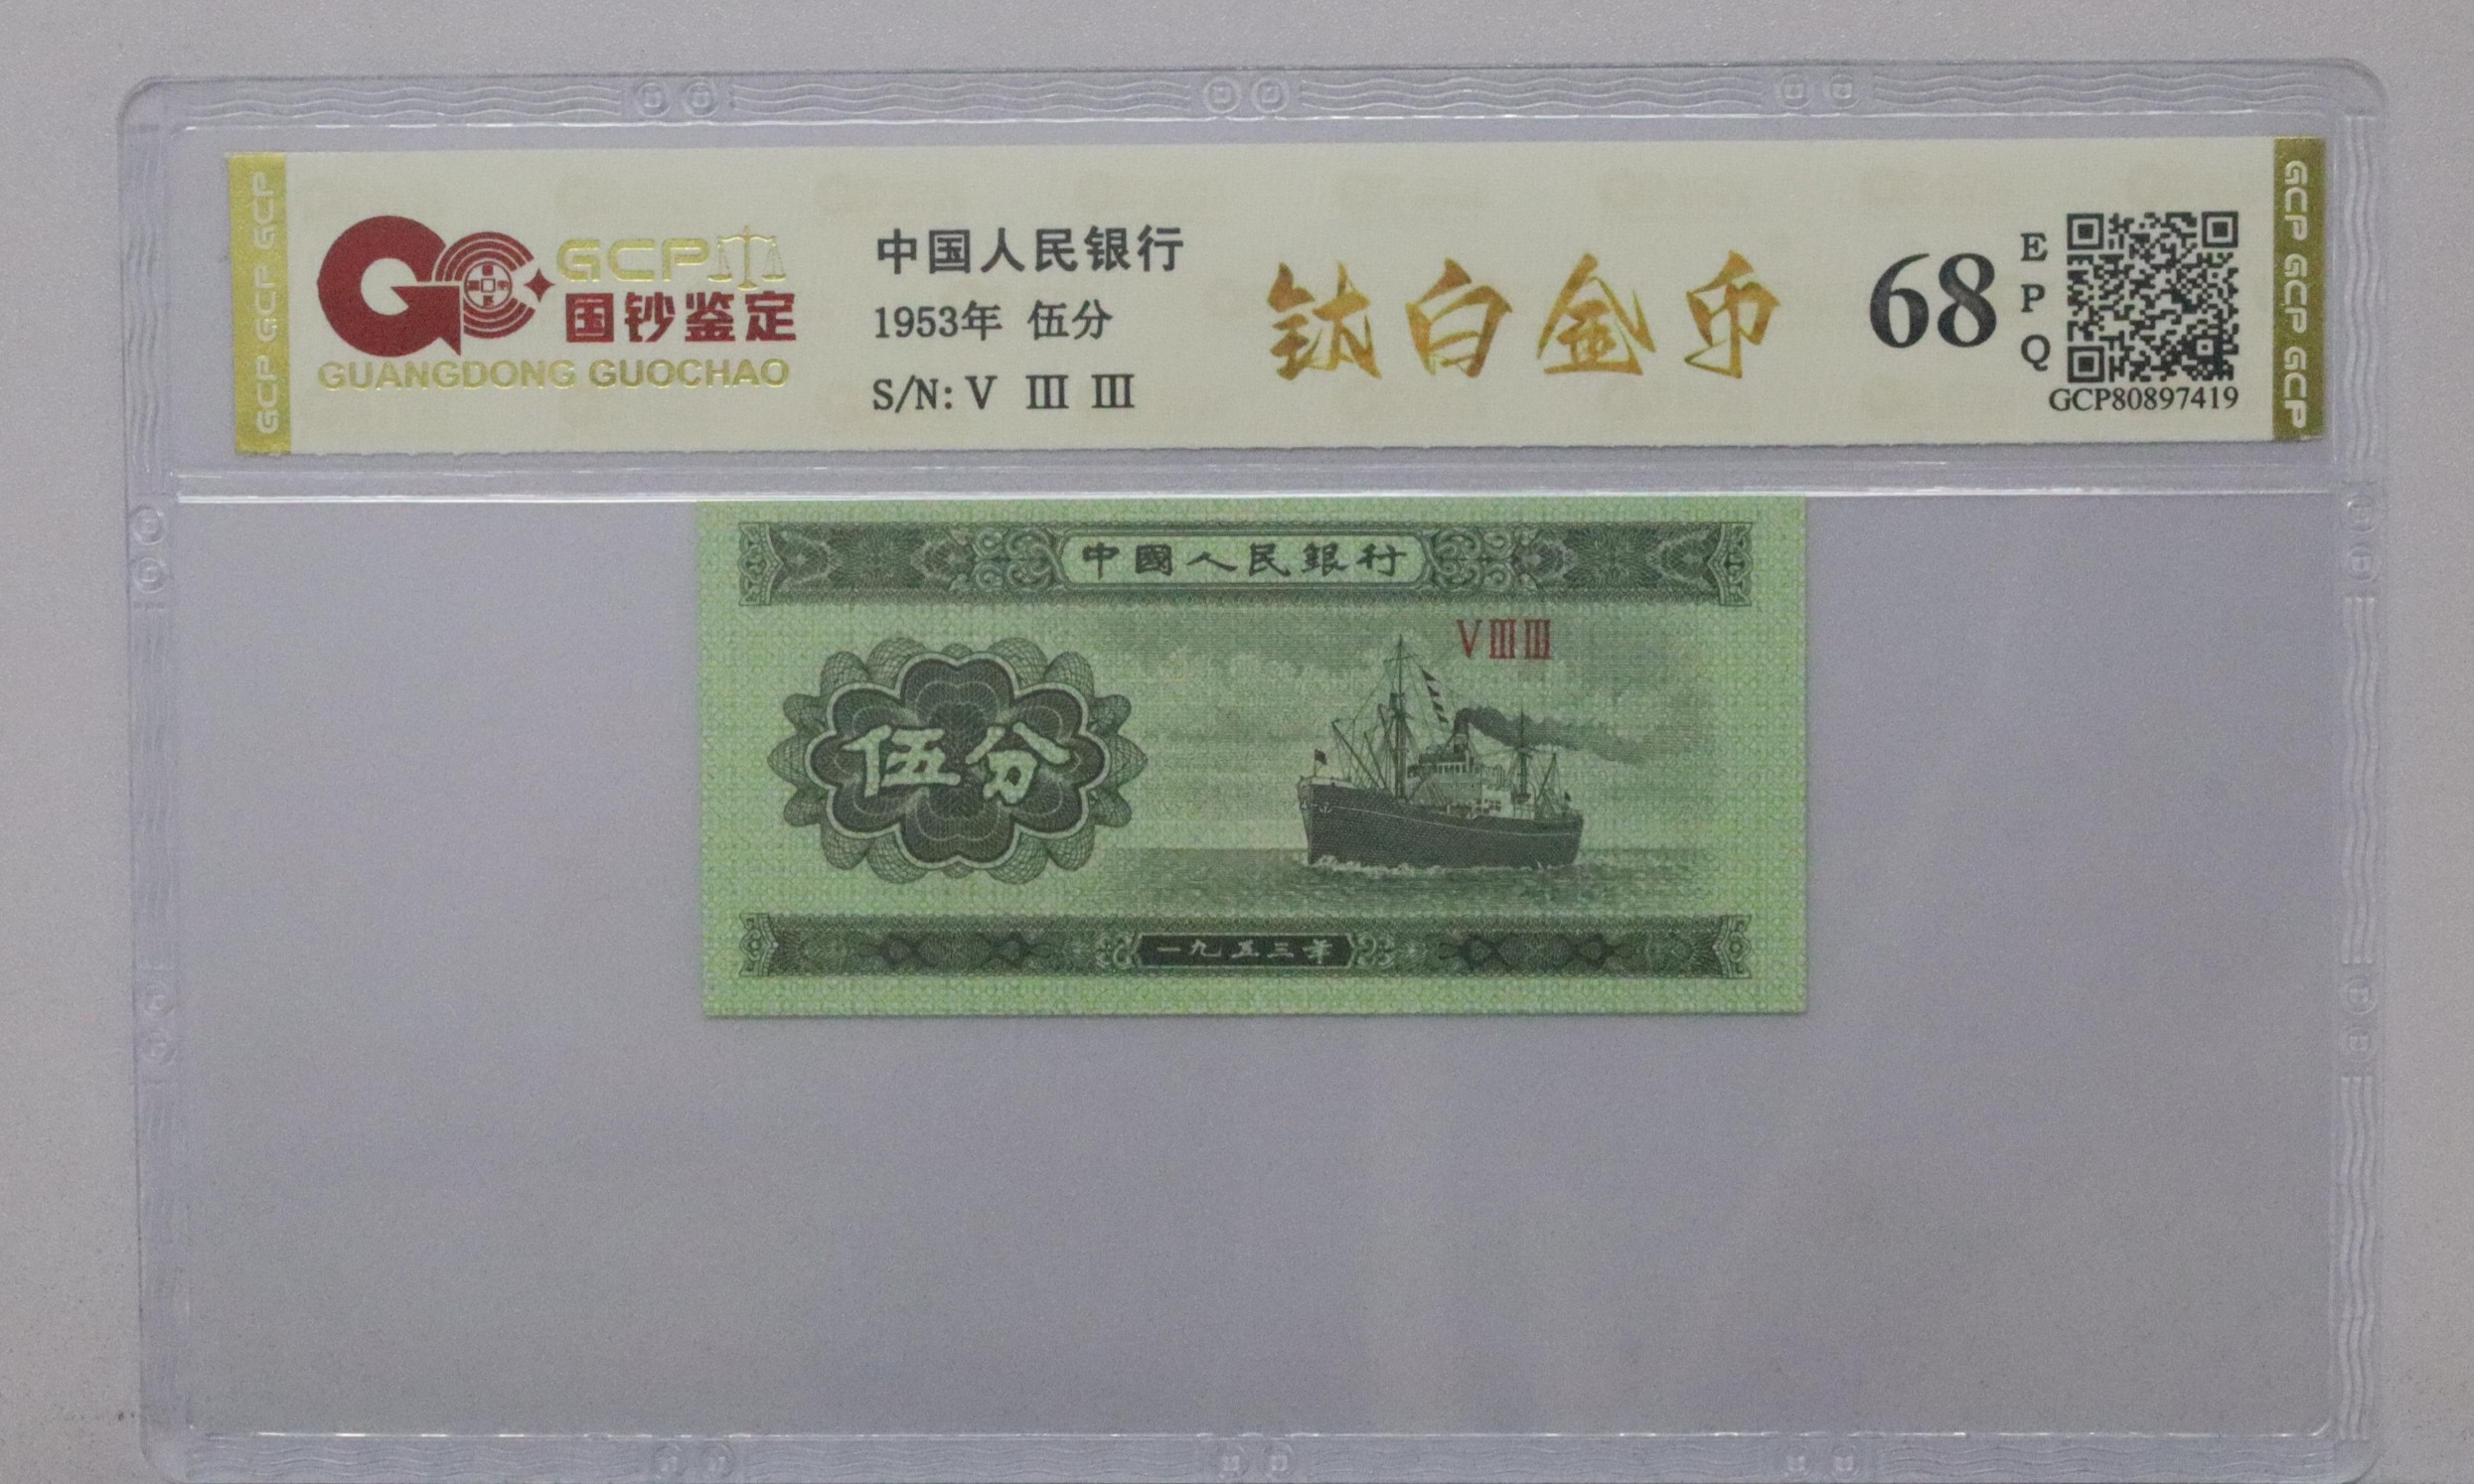 GCP GCP GCP
GCP
国钞鉴定
GUANGDONG GUOCHAO
中国人民银行
1953年 伍分
S/N: V Ⅲ Ⅲ
钛白金币
68
E
P
Q
GCP80897419
GCP GCP GCP
中國人民銀行
VⅢⅢ
伍分
一九五三年